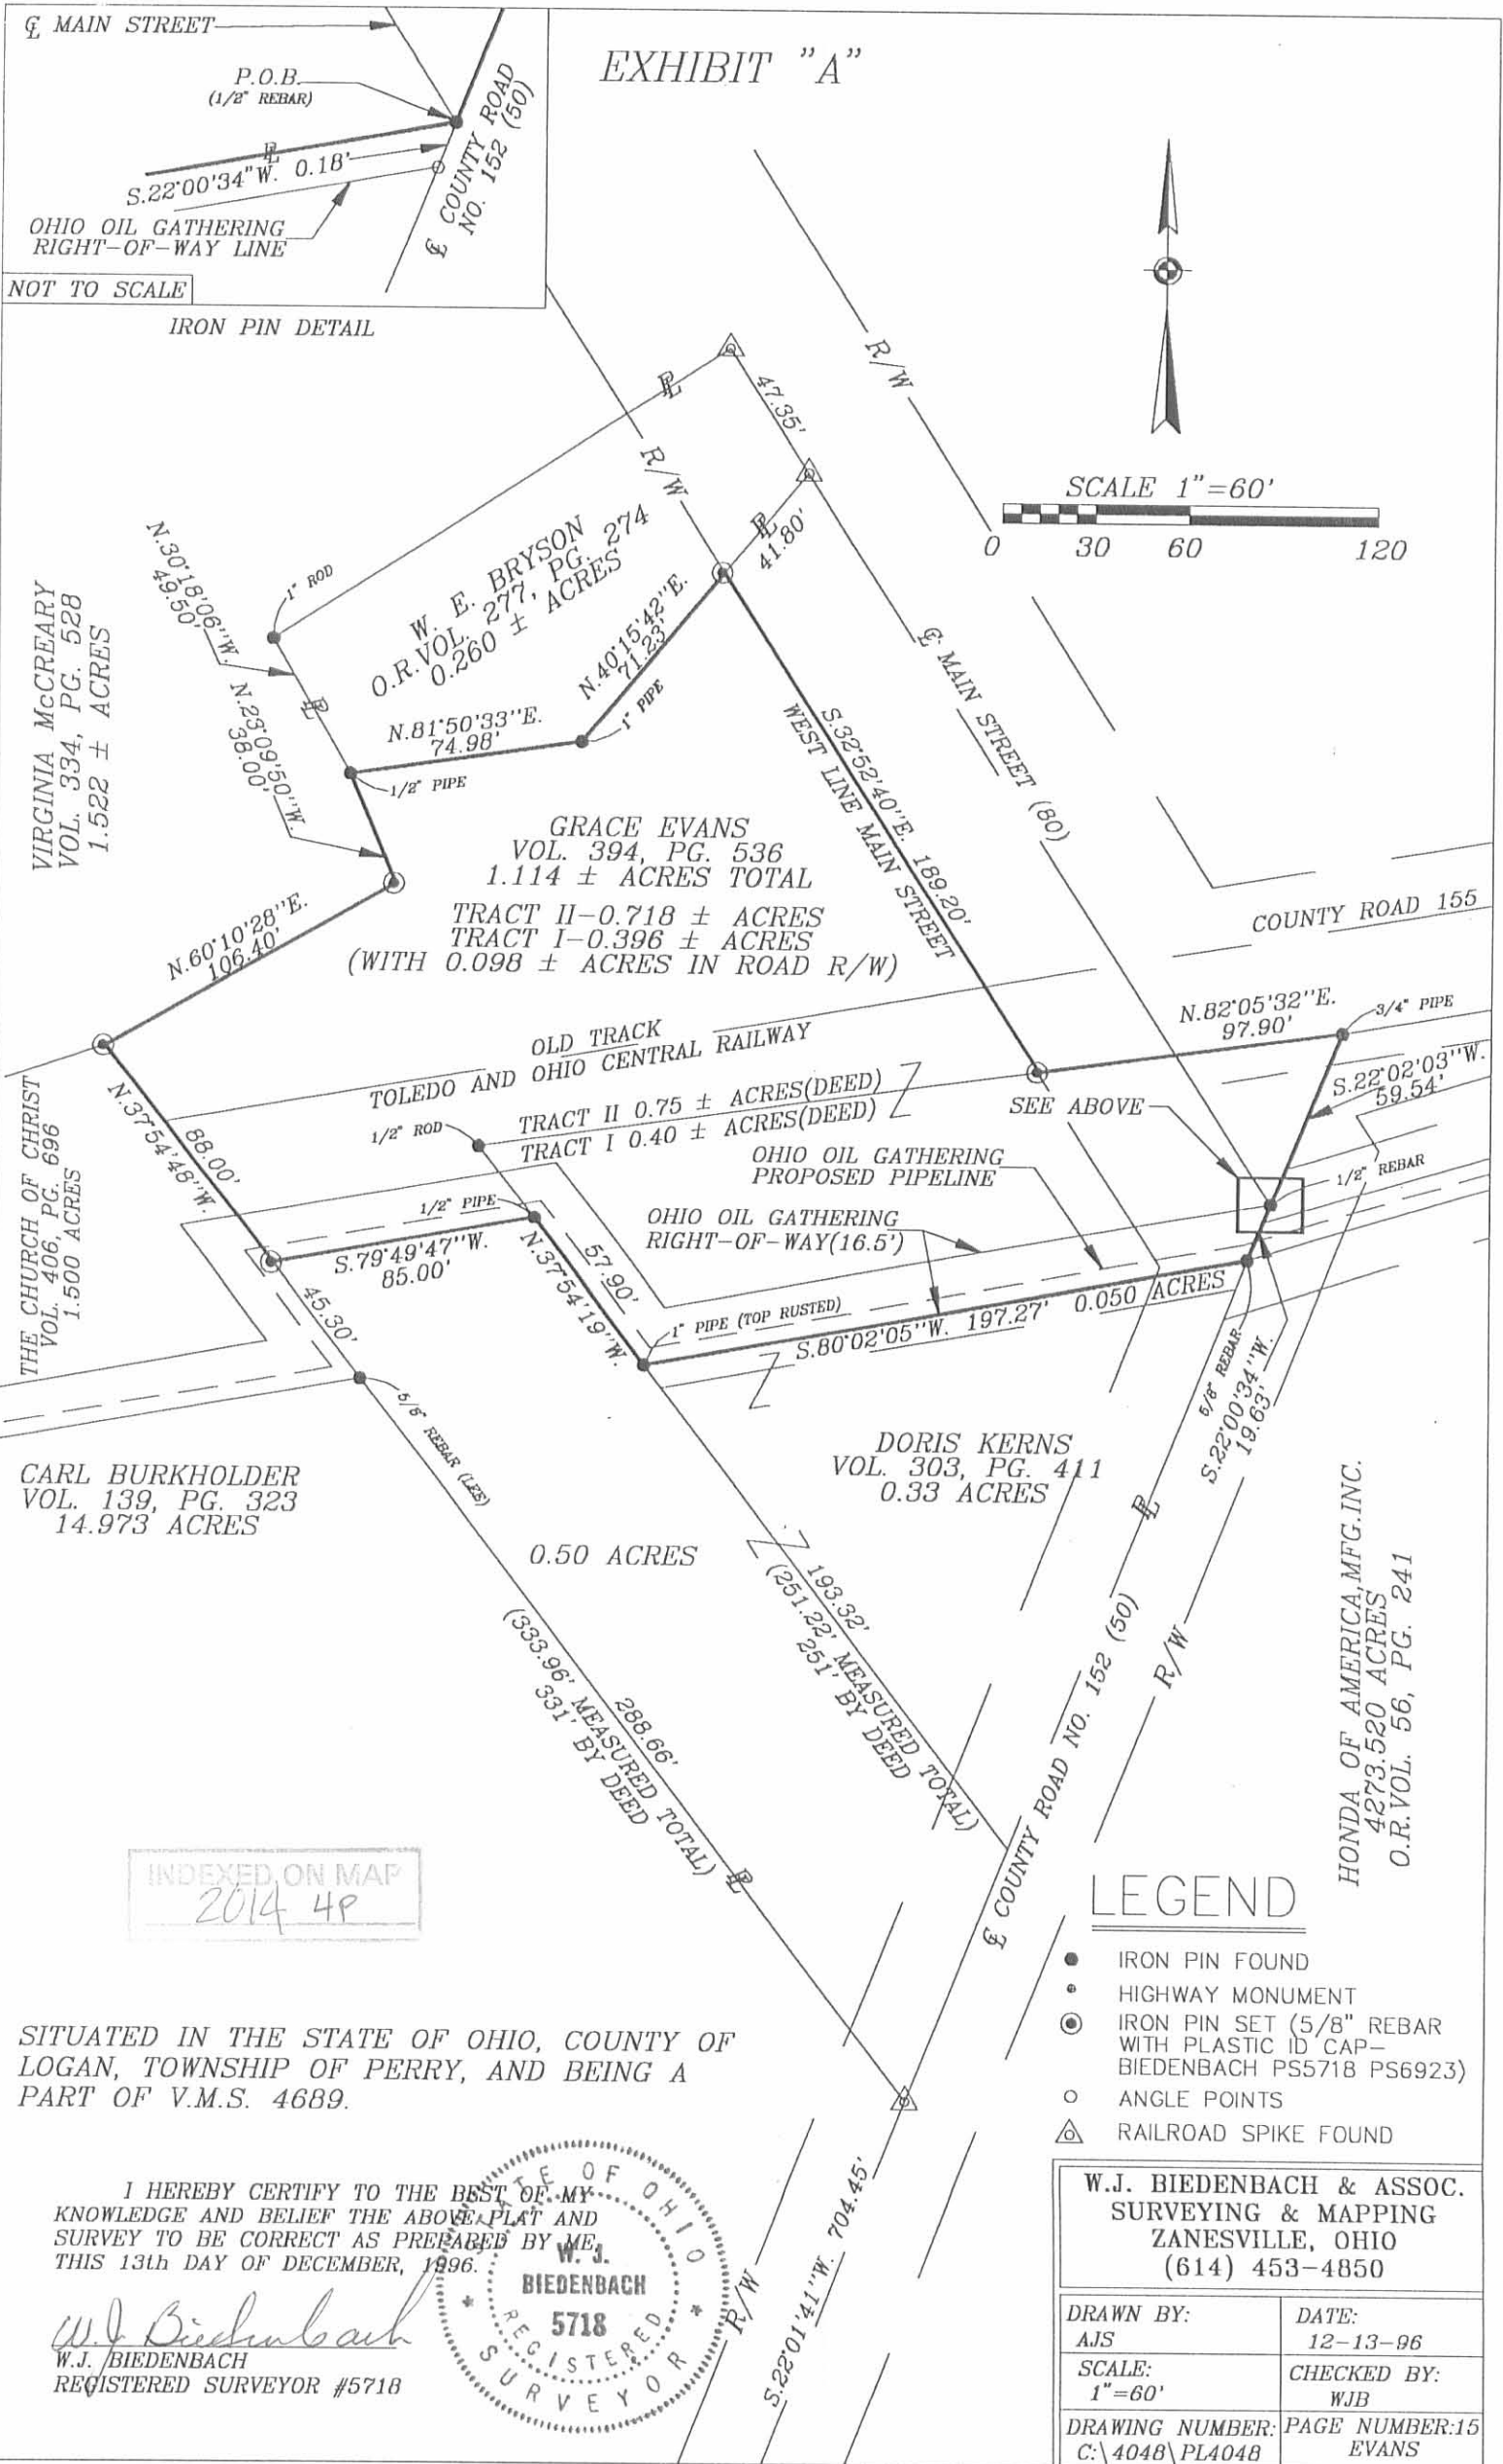 ℄ MAIN STREET
P.O.B.
(1/2" REBAR)
℄ COUNTY ROAD
NO. 152 (50)
PL
S.22°00'34"W. 0.18'
OHIO OIL GATHERING
RIGHT-OF-WAY LINE
NOT TO SCALE
IRON PIN DETAIL
EXHIBIT "A"
SCALE 1"=60'
0 30 60 120
R/W
R/W
PL
47.35'
PL
41.80'
1" ROD
N.30°18'06"W.
49.50'
PL
W. E. BRYSON
O.R.VOL. 277, PG. 274
0.260 ± ACRES
N.40°15'42"E.
71.23'
1" PIPE
N.81°50'33"E.
74.98'
1/2" PIPE
N.23°09'50"W.
38.00'
VIRGINIA McCREARY
VOL. 334, PG. 528
1.522 ± ACRES
℄ MAIN STREET (80)
S.32°52'40"E. 189.20'
WEST LINE MAIN STREET
GRACE EVANS
VOL. 394, PG. 536
1.114 ± ACRES TOTAL
TRACT II-0.718 ± ACRES
TRACT I-0.396 ± ACRES
(WITH 0.098 ± ACRES IN ROAD R/W)
N.60°10'28"E.
106.40'
COUNTY ROAD 155
N.82°05'32"E.
97.90'
3/4" PIPE
S.22°02'03"W.
59.54'
OLD TRACK
TOLEDO AND OHIO CENTRAL RAILWAY
TRACT II 0.75 ± ACRES(DEED)
TRACT I 0.40 ± ACRES(DEED)
SEE ABOVE
1/2" ROD
1/2" REBAR
OHIO OIL GATHERING
PROPOSED PIPELINE
OHIO OIL GATHERING
RIGHT-OF-WAY(16.5')
THE CHURCH OF CHRIST
VOL. 406, PG. 696
1.500 ACRES
88.00'
N.37°54'48"W.
1/2" PIPE
S.79°49'47"W.
85.00'
57.90'
N.37°54'19"W.
45.30'
1" PIPE (TOP RUSTED)
S.80°02'05"W. 197.27' 0.050 ACRES
5/8" REBAR
S.22°00'34"W.
19.63'
5/8" REBAR (LEE)
CARL BURKHOLDER
VOL. 139, PG. 323
14.973 ACRES
DORIS KERNS
VOL. 303, PG. 411
0.33 ACRES
PL
0.50 ACRES
193.32'
(251.22' MEASURED TOTAL)
251' BY DEED
288.66'
(333.96' MEASURED TOTAL)
331' BY DEED
PL
℄ COUNTY ROAD NO. 152 (50)
R/W
HONDA OF AMERICA,MFG.INC.
4273.520 ACRES
O.R.VOL. 56, PG. 241
INDEXED ON MAP
2014 4P
LEGEND
IRON PIN FOUND
HIGHWAY MONUMENT
IRON PIN SET (5/8" REBAR
WITH PLASTIC ID CAP-
BIEDENBACH PS5718 PS6923)
ANGLE POINTS
RAILROAD SPIKE FOUND
SITUATED IN THE STATE OF OHIO, COUNTY OF
LOGAN, TOWNSHIP OF PERRY, AND BEING A
PART OF V.M.S. 4689.
I HEREBY CERTIFY TO THE BEST OF MY
KNOWLEDGE AND BELIEF THE ABOVE PLAT AND
SURVEY TO BE CORRECT AS PREPARED BY ME,
THIS 13th DAY OF DECEMBER, 1996.
W.J. Biedenbach
W.J. BIEDENBACH
REGISTERED SURVEYOR #5718
STATE OF OHIO
W. J.
BIEDENBACH
5718
REGISTERED
SURVEYOR
R/W
S.22°01'41"W. 704.45'
W.J. BIEDENBACH & ASSOC.
SURVEYING & MAPPING
ZANESVILLE, OHIO
(614) 453-4850
DRAWN BY:
AJS
DATE:
12-13-96
SCALE:
1"=60'
CHECKED BY:
WJB
DRAWING NUMBER:
C:\4048\PL4048
PAGE NUMBER:15
EVANS